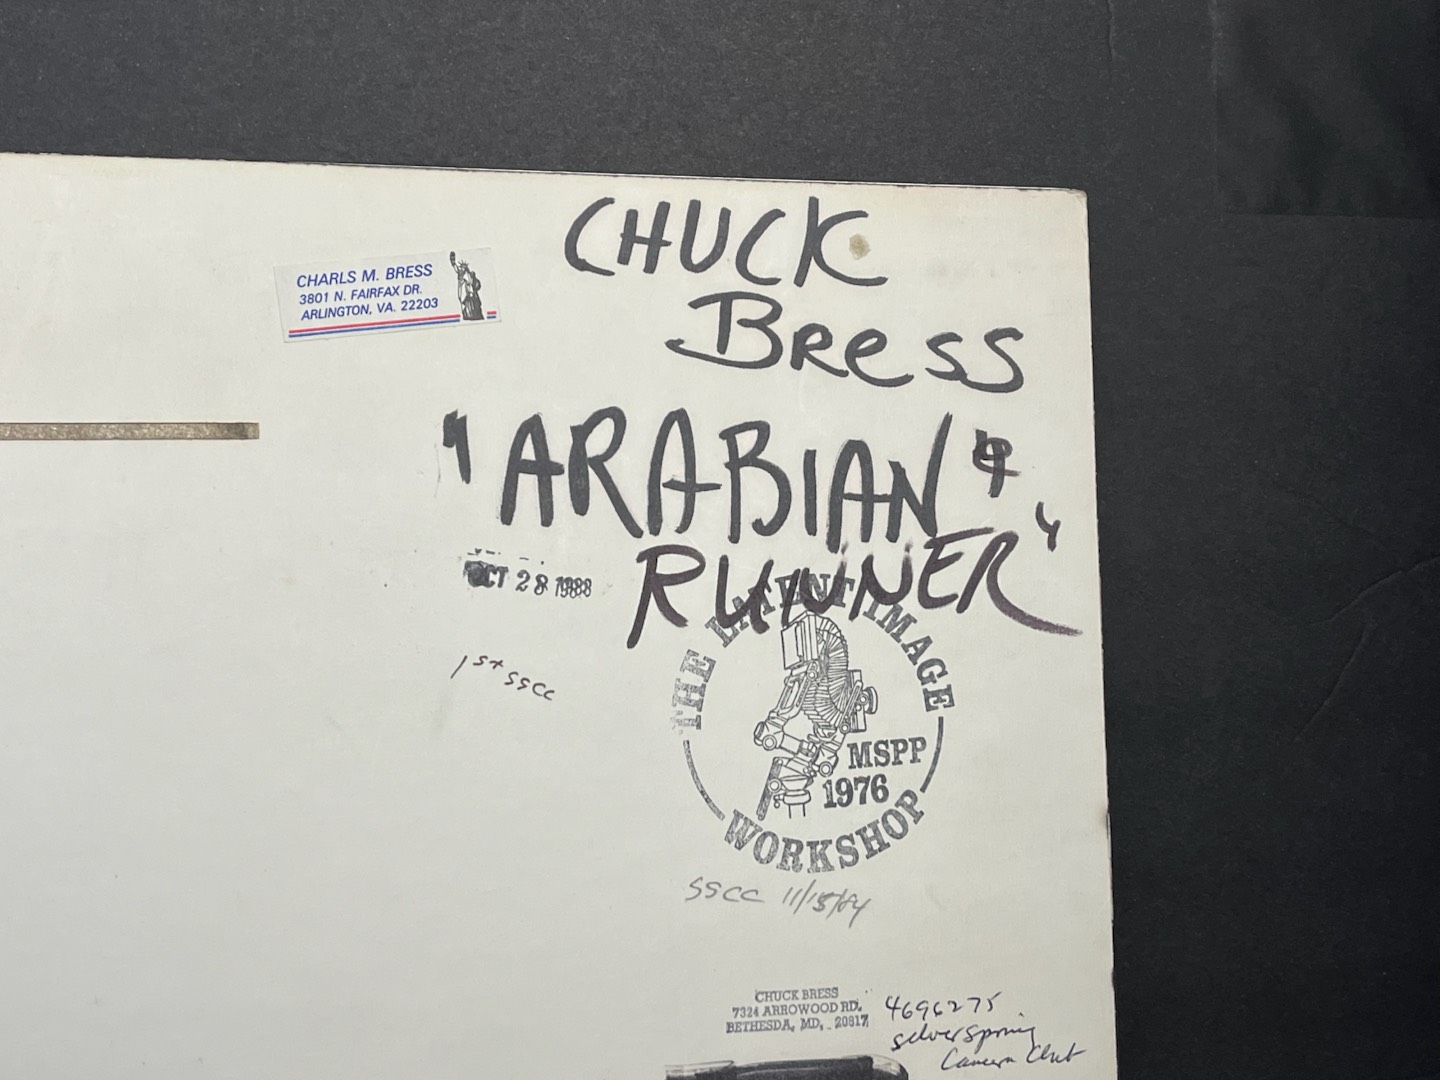 CHUCK
Bress
CHARLS M. BRESS
3801 N. FAIRFAX DR.
ARLINGTON, VA. 22203
"ARABIAN"
RUNNER"
OCT 28 1988
1st SSCC
THE LATENT IMAGE
MSPP
1976
WORKSHOP
SSCC 11/15/84
CHUCK BRESS
7324 ARROWOOD RD.
BETHESDA, MD, 20817
4696275
silver spring
Camera Club